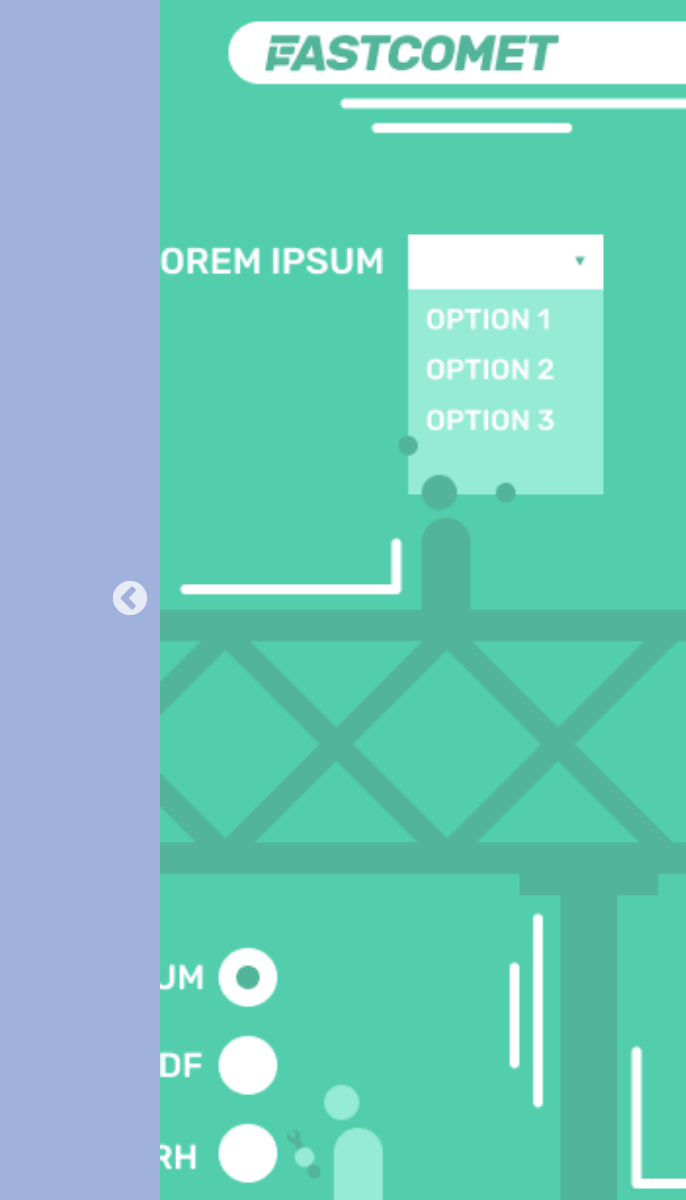 FASTCOMET
OREM IPSUM
OPTION 1
OPTION 2
OPTION 3
UM
DF
RH